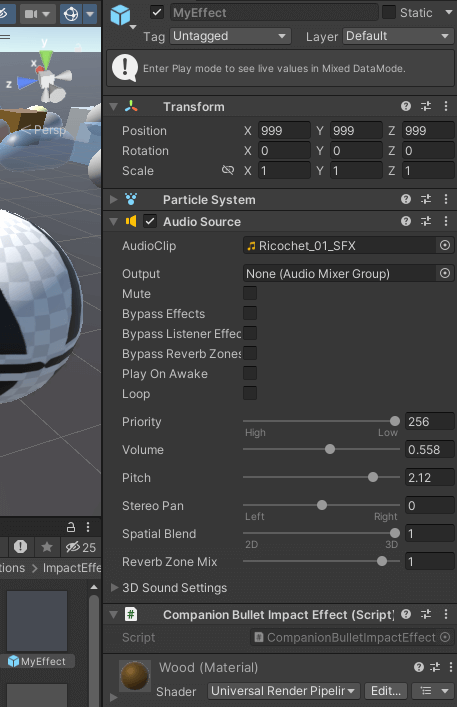 MyEffect
Static
Tag Untagged Layer Default
Enter Play mode to see live values in Mixed DataMode.
Transform
Position X 999 Y 999 Z 999
Rotation X 0 Y 0 Z 0
Scale X 1 Y 1 Z 1
Particle System
Audio Source
AudioClip Ricochet_01_SFX
Output None (Audio Mixer Group)
Mute
Bypass Effects
Bypass Listener Effec
Bypass Reverb Zones
Play On Awake
Loop
Priority 256
High Low
Volume 0.558
Pitch 2.12
Stereo Pan 0
Left Right
Spatial Blend 1
2D 3D
Reverb Zone Mix 1
3D Sound Settings
Companion Bullet Impact Effect (Script)
Script CompanionBulletImpactEffect
Wood (Material)
Shader Universal Render Pipelin Edit...
y
x
z
Persp
25
tions > ImpactEffe
MyEffect